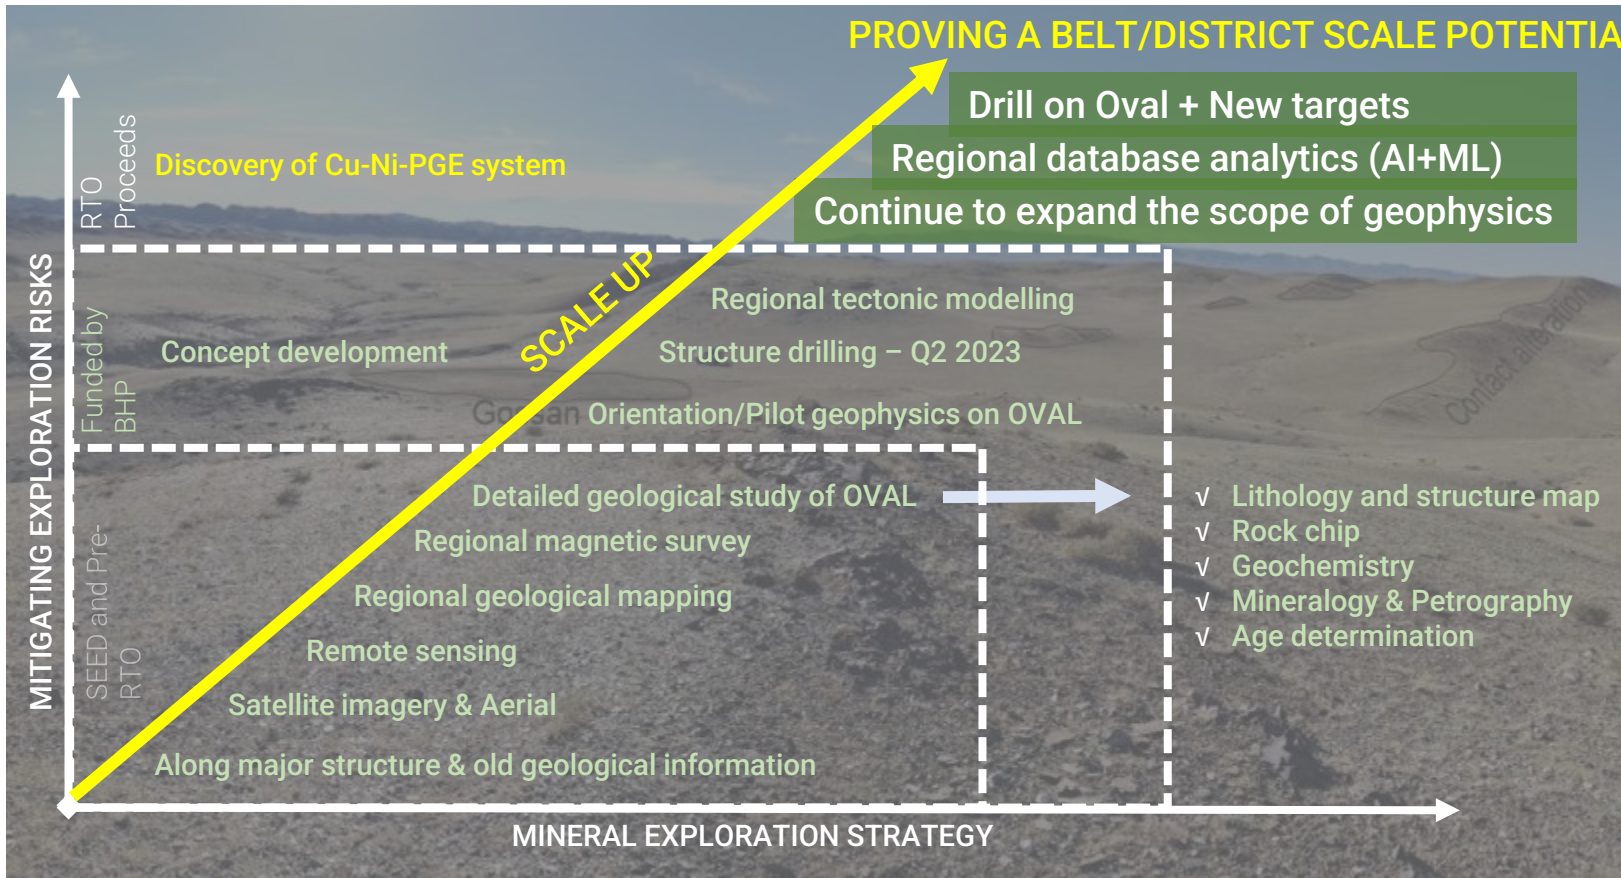 PROVING A BELT/DISTRICT SCALE POTENTIA
Drill on Oval + New targets
Regional database analytics (AI+ML)
Continue to expand the scope of geophysics
RTO
Proceeds
Discovery of Cu-Ni-PGE system
SCALE UP
MITIGATING EXPLORATION RISKS
Funded by
BHP
Concept development
Regional tectonic modelling
Structure drilling – Q2 2023
Gossan
Orientation/Pilot geophysics on OVAL
Contact alteration
SEED and Pre-
RTO
Detailed geological study of OVAL
Regional magnetic survey
Regional geological mapping
Remote sensing
Satellite imagery & Aerial
Along major structure & old geological information
√ Lithology and structure map
√ Rock chip
√ Geochemistry
√ Mineralogy & Petrography
√ Age determination
MINERAL EXPLORATION STRATEGY